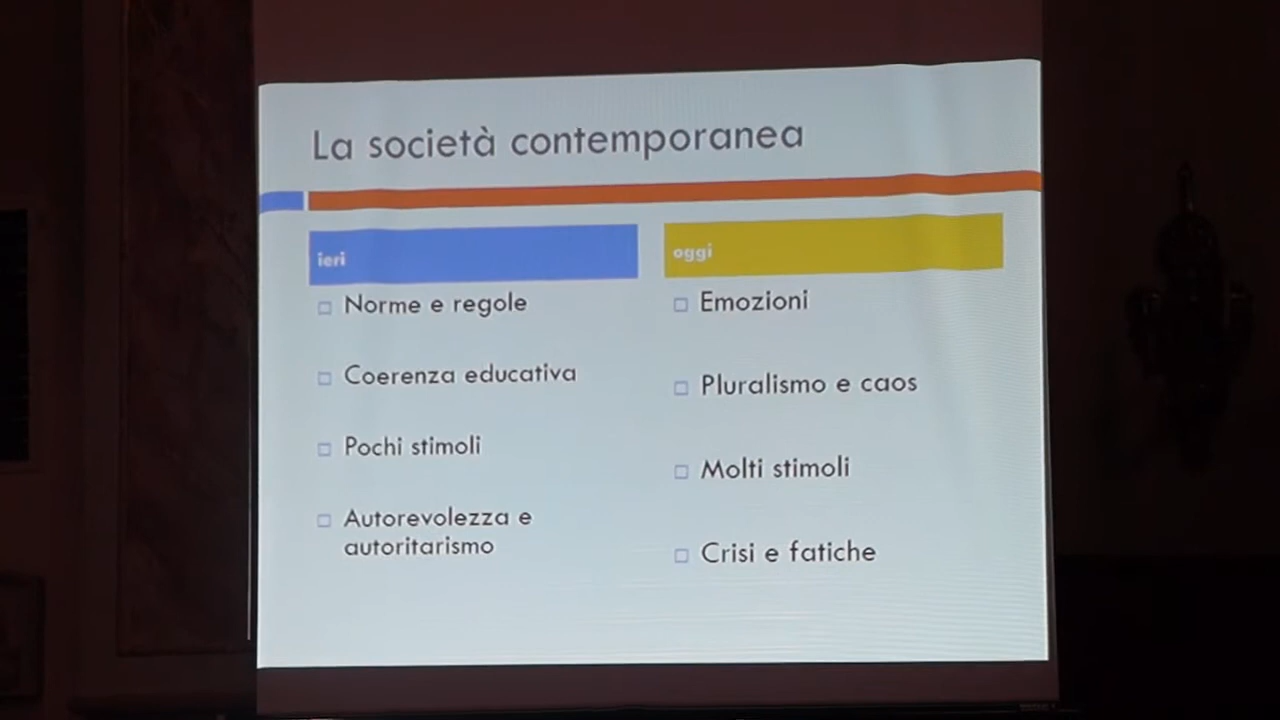 La società contemporanea
ieri
Norme e regole
Coerenza educativa
Pochi stimoli
Autorevolezza e
autoritarismo
oggi
Emozioni
Pluralismo e caos
Molti stimoli
Crisi e fatiche